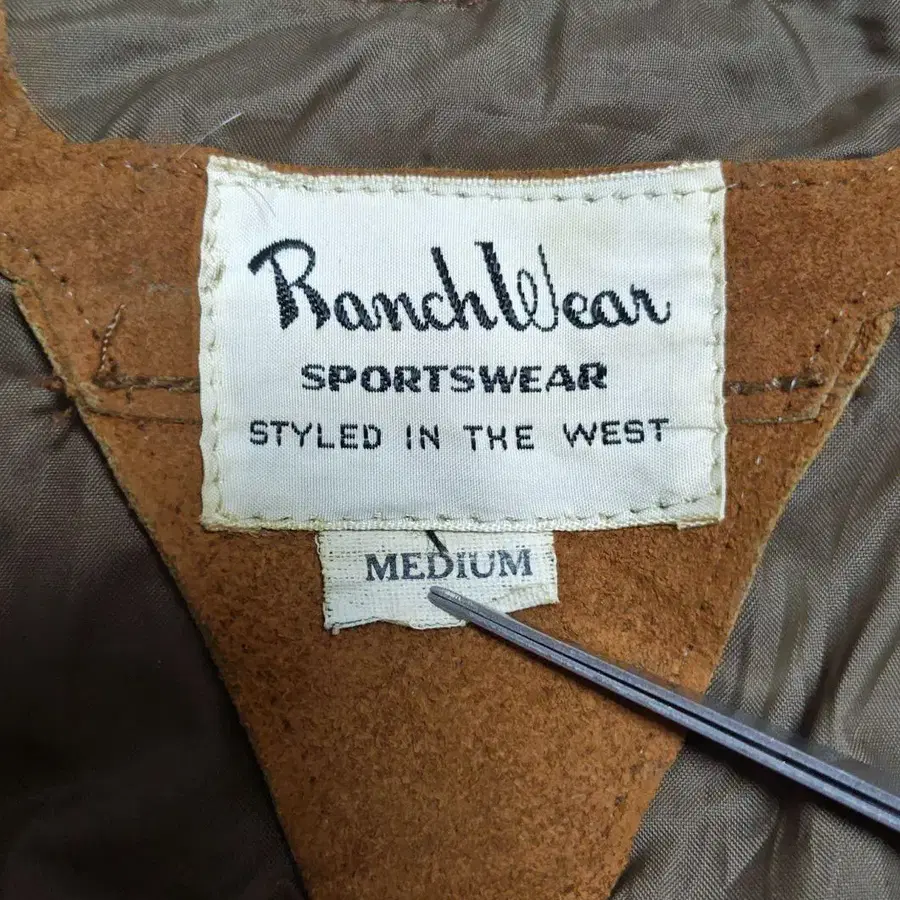 RanchWear
SPORTSWEAR
STYLED IN THE WEST
MEDIUM